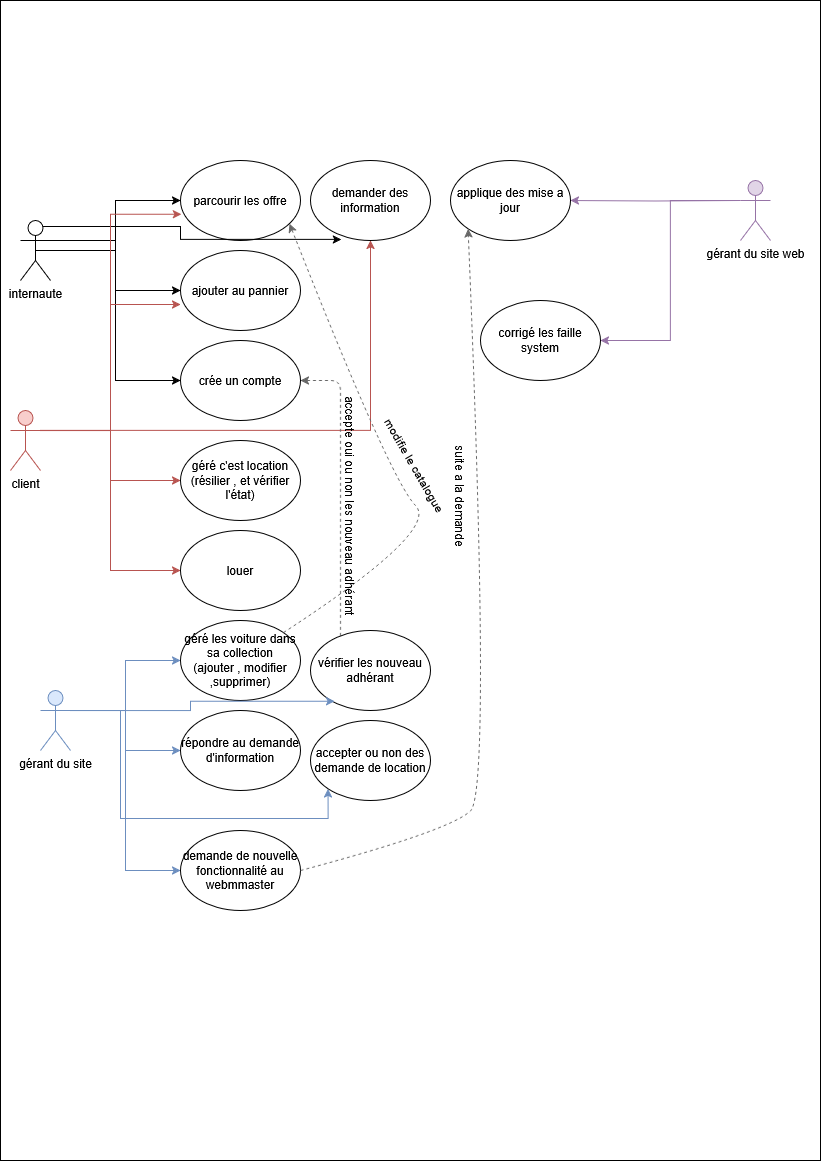 parcourir les offre
demander des
information
applique des mise a
jour
gérant du site web
internaute
ajouter au pannier
corrigé les faille
system
crée un compte
accepte oui ou non les nouveau adhérant
modifie le catalogue
suite a la demande
client
géré c'est location
(résilier , et vérifier
l'état)
louer
géré les voiture dans
sa collection
(ajouter , modifier
,supprimer)
vérifier les nouveau
adhérant
gérant du site
répondre au demande
d'information
accepter ou non des
demande de location
demande de nouvelle
fonctionnalité au
webmmaster